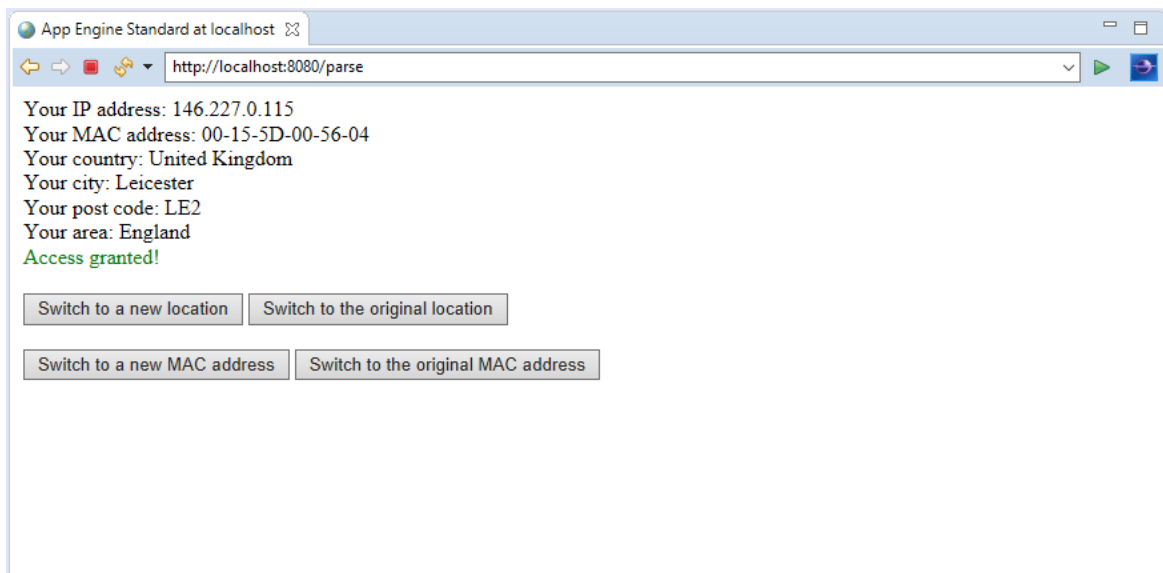 App Engine Standard at localhost
http://localhost:8080/parse
Your IP address: 146.227.0.115
Your MAC address: 00-15-5D-00-56-04
Your country: United Kingdom
Your city: Leicester
Your post code: LE2
Your area: England
Access granted!
Switch to a new location Switch to the original location
Switch to a new MAC address Switch to the original MAC address